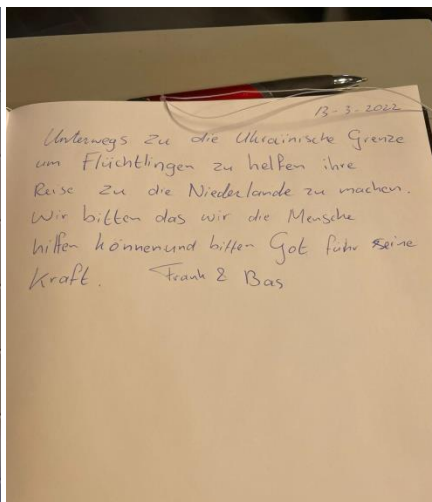 13-3-2022
Unterwegs zu die Ukrainische Grenze
um Flüchtlingen zu helfen ihre
Reise zu die Niederlande zu machen.
Wir bitten das wir die Mensche
hilfen können und bitten Got führ seine
Kraft. Frank & Bas